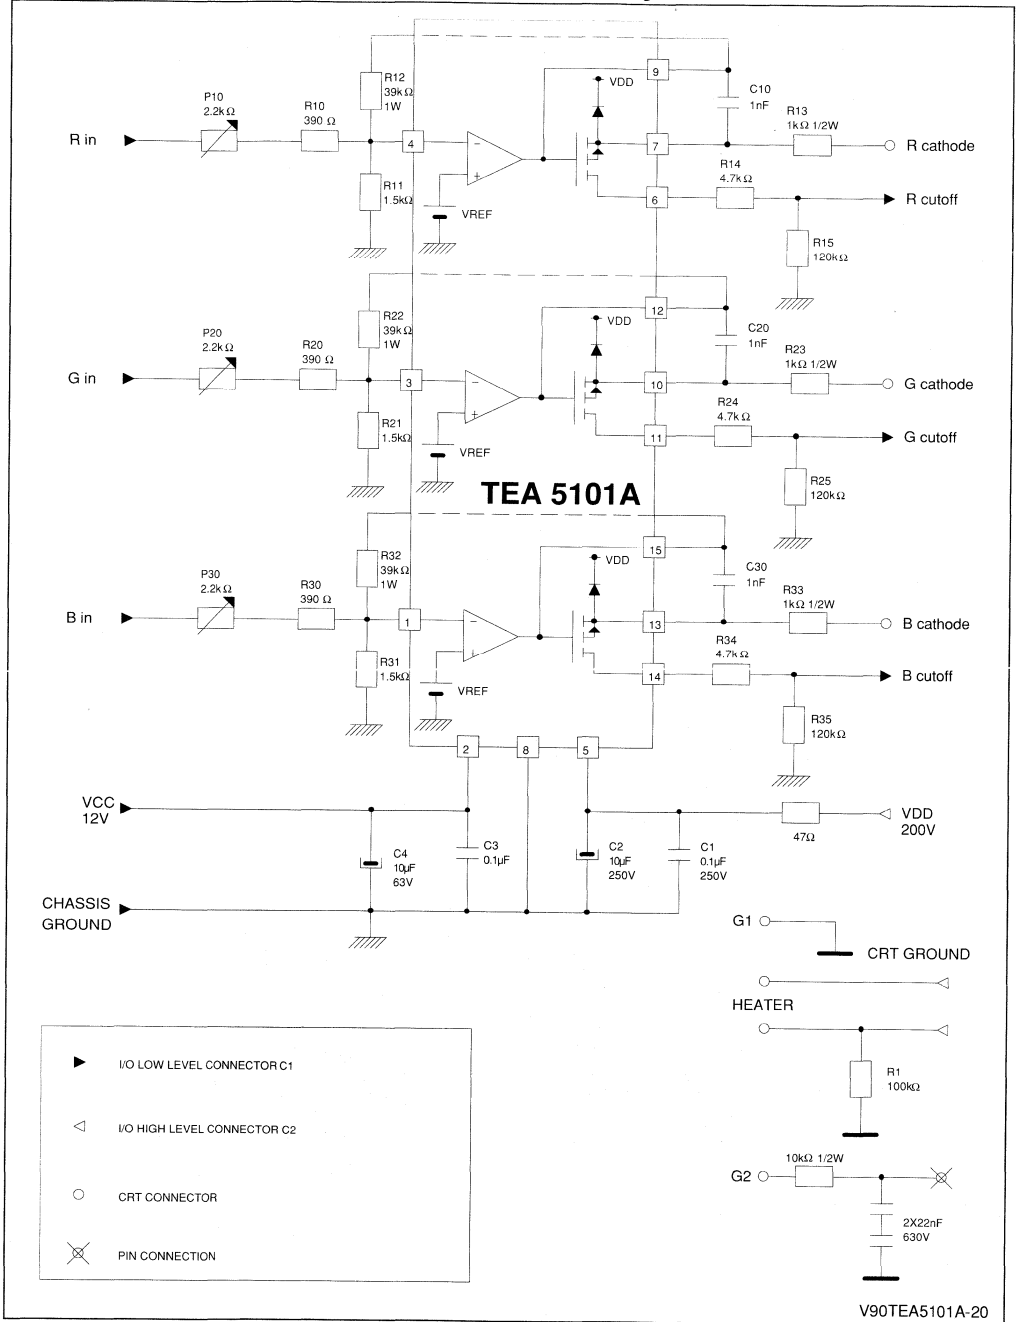 R in
P10
2.2kΩ
R10
390 Ω
R12
39kΩ
1W
R11
1.5kΩ
4
−
+
VREF
VDD
9
7
6
C10
1nF
R13
1kΩ 1/2W
R14
4.7kΩ
R15
120kΩ
R cathode
R cutoff
G in
P20
2.2kΩ
R20
390 Ω
R22
39kΩ
1W
R21
1.5kΩ
3
−
+
VREF
VDD
12
10
11
C20
1nF
R23
1kΩ 1/2W
R24
4.7kΩ
R25
120kΩ
G cathode
G cutoff
TEA 5101A
B in
P30
2.2kΩ
R30
390 Ω
R32
39kΩ
1W
R31
1.5kΩ
1
−
+
VREF
VDD
15
13
14
C30
1nF
R33
1kΩ 1/2W
R34
4.7kΩ
R35
120kΩ
B cathode
B cutoff
2
8
5
VCC
12V
C4
10µF
63V
C3
0.1µF
C2
10µF
250V
C1
0.1µF
250V
47Ω
VDD
200V
CHASSIS
GROUND
G1
CRT GROUND
HEATER
R1
100kΩ
10kΩ 1/2W
G2
2X22nF
630V
I/O LOW LEVEL CONNECTOR C1
I/O HIGH LEVEL CONNECTOR C2
CRT CONNECTOR
PIN CONNECTION
V90TEA5101A-20